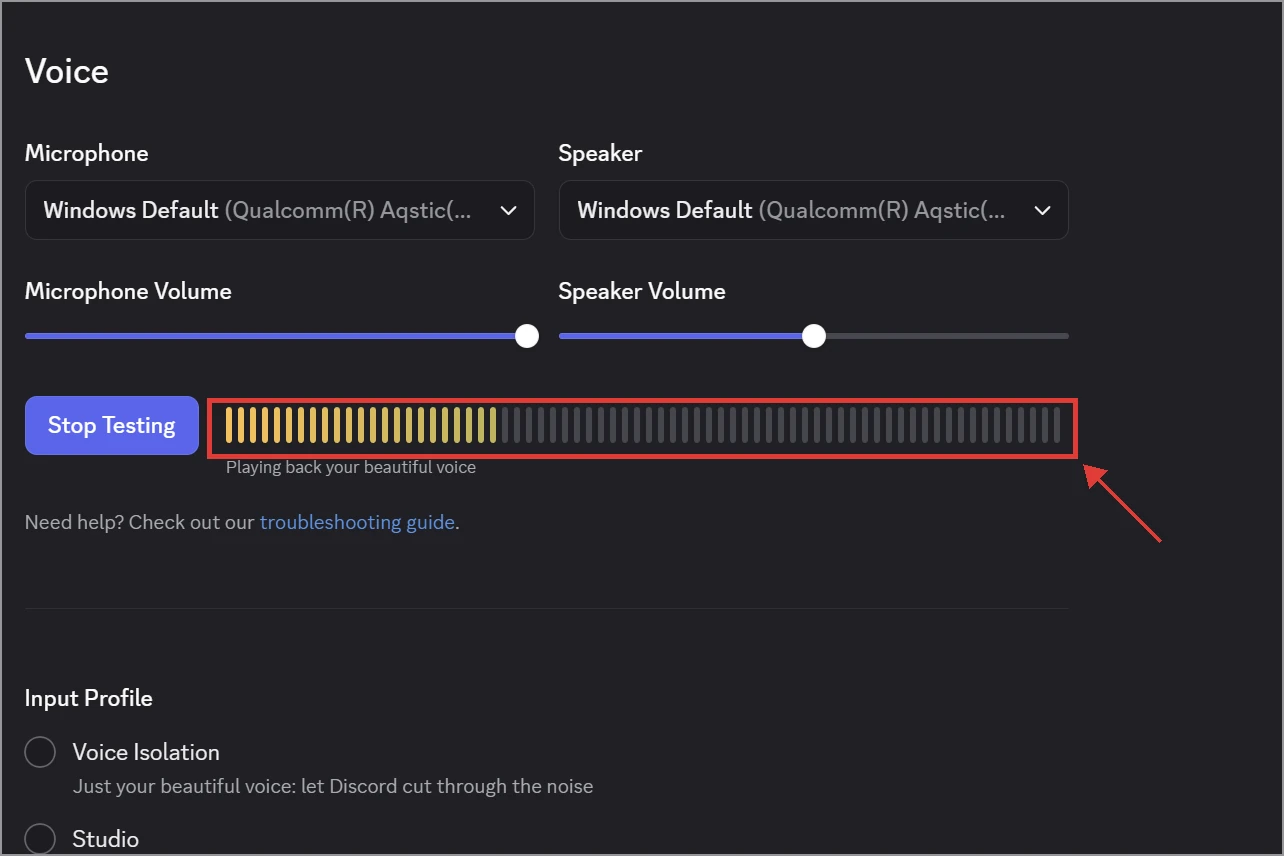 Voice
Microphone
Speaker
Windows Default (Qualcomm(R) Aqstic(...
Windows Default (Qualcomm(R) Aqstic(...
Microphone Volume
Speaker Volume
Stop Testing
Playing back your beautiful voice
Need help? Check out our troubleshooting guide.
Input Profile
Voice Isolation
Just your beautiful voice: let Discord cut through the noise
Studio